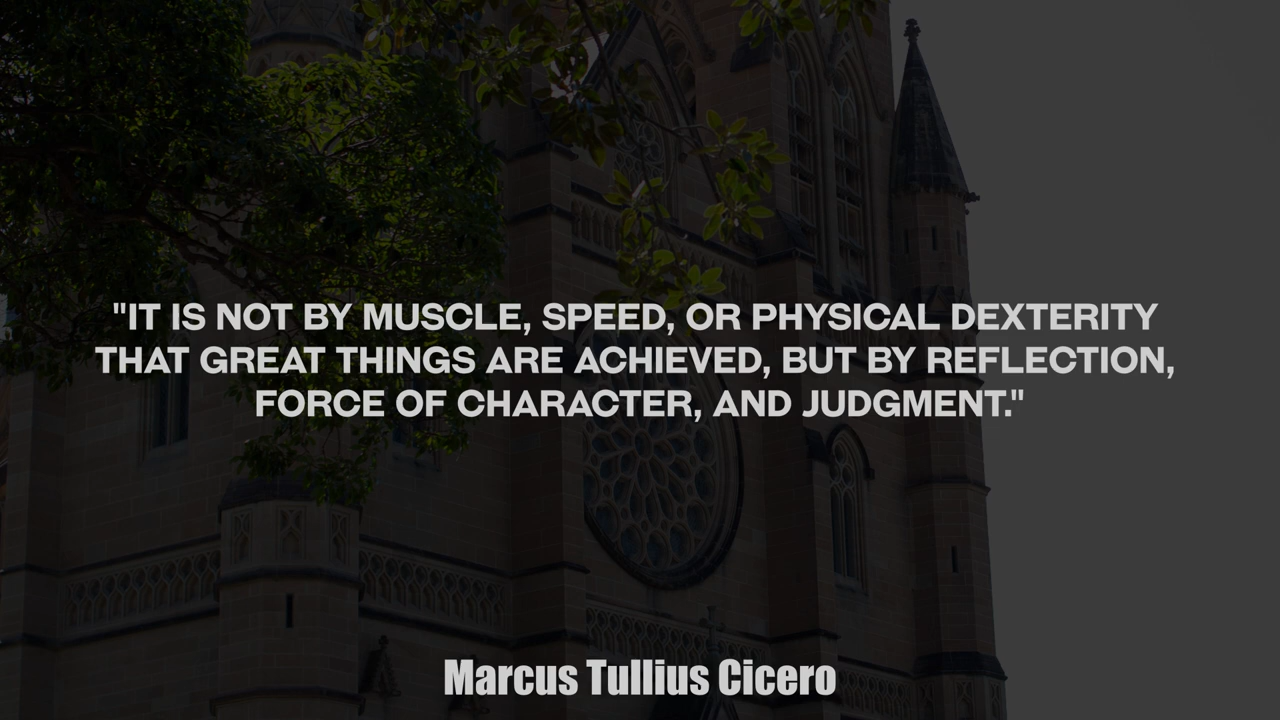 "IT IS NOT BY MUSCLE, SPEED, OR PHYSICAL DEXTERITY
THAT GREAT THINGS ARE ACHIEVED, BUT BY REFLECTION,
FORCE OF CHARACTER, AND JUDGMENT."
Marcus Tullius Cicero